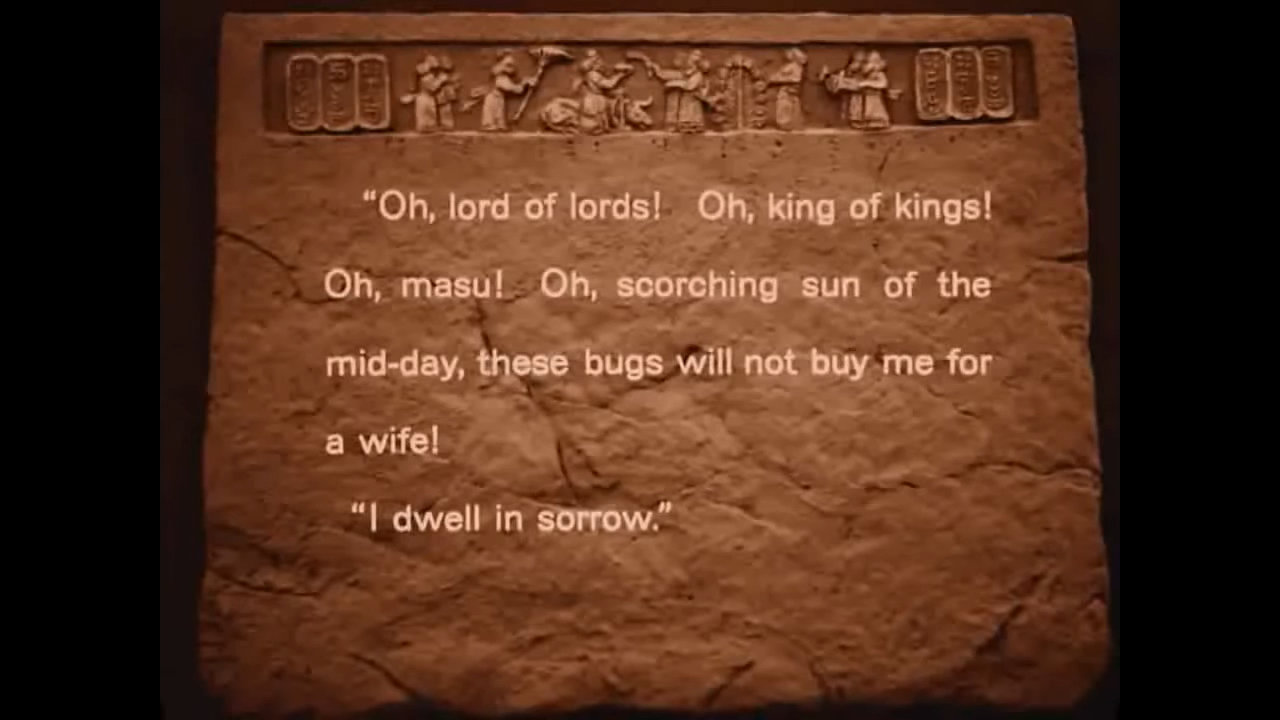 “Oh, lord of lords! Oh, king of kings!
Oh, masu! Oh, scorching sun of the
mid-day, these bugs will not buy me for
a wife!
“I dwell in sorrow.”